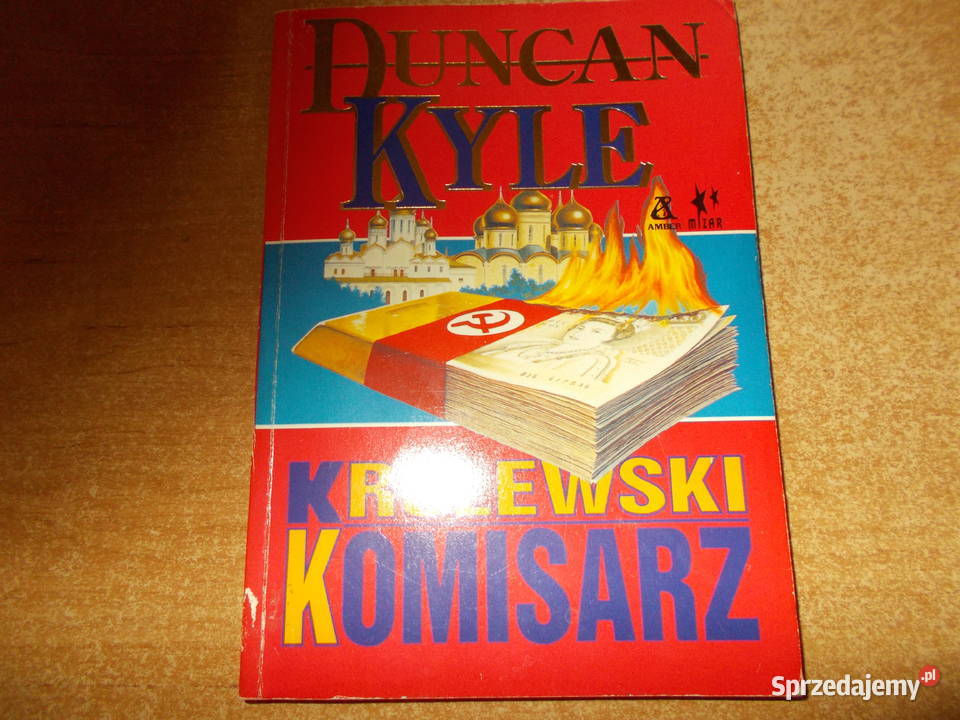 DUNCAN
KYLE
AMBER
MIZAR
KRÓLEWSKI
KOMISARZ
Sprzedajemy.pl